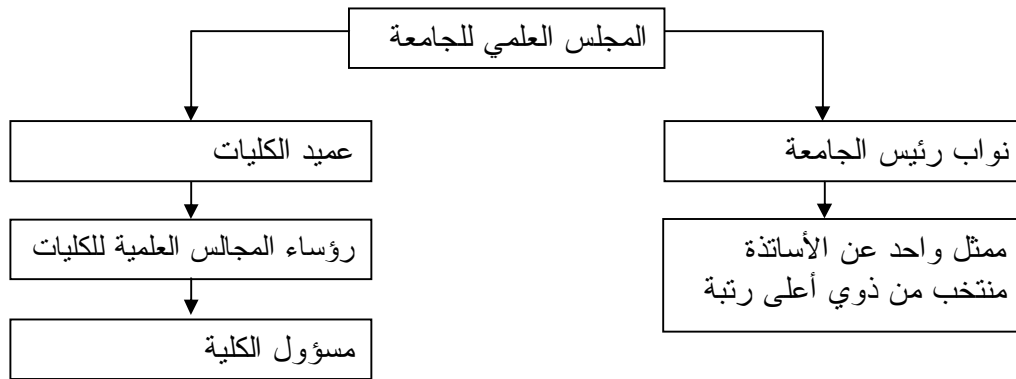 المجلس العلمي للجامعة
نواب رئيس الجامعة
عميد الكليات
ممثل واحد عن الأساتذة
منتخب من ذوي أعلى رتبة
رؤساء المجالس العلمية للكليات
مسؤول الكلية